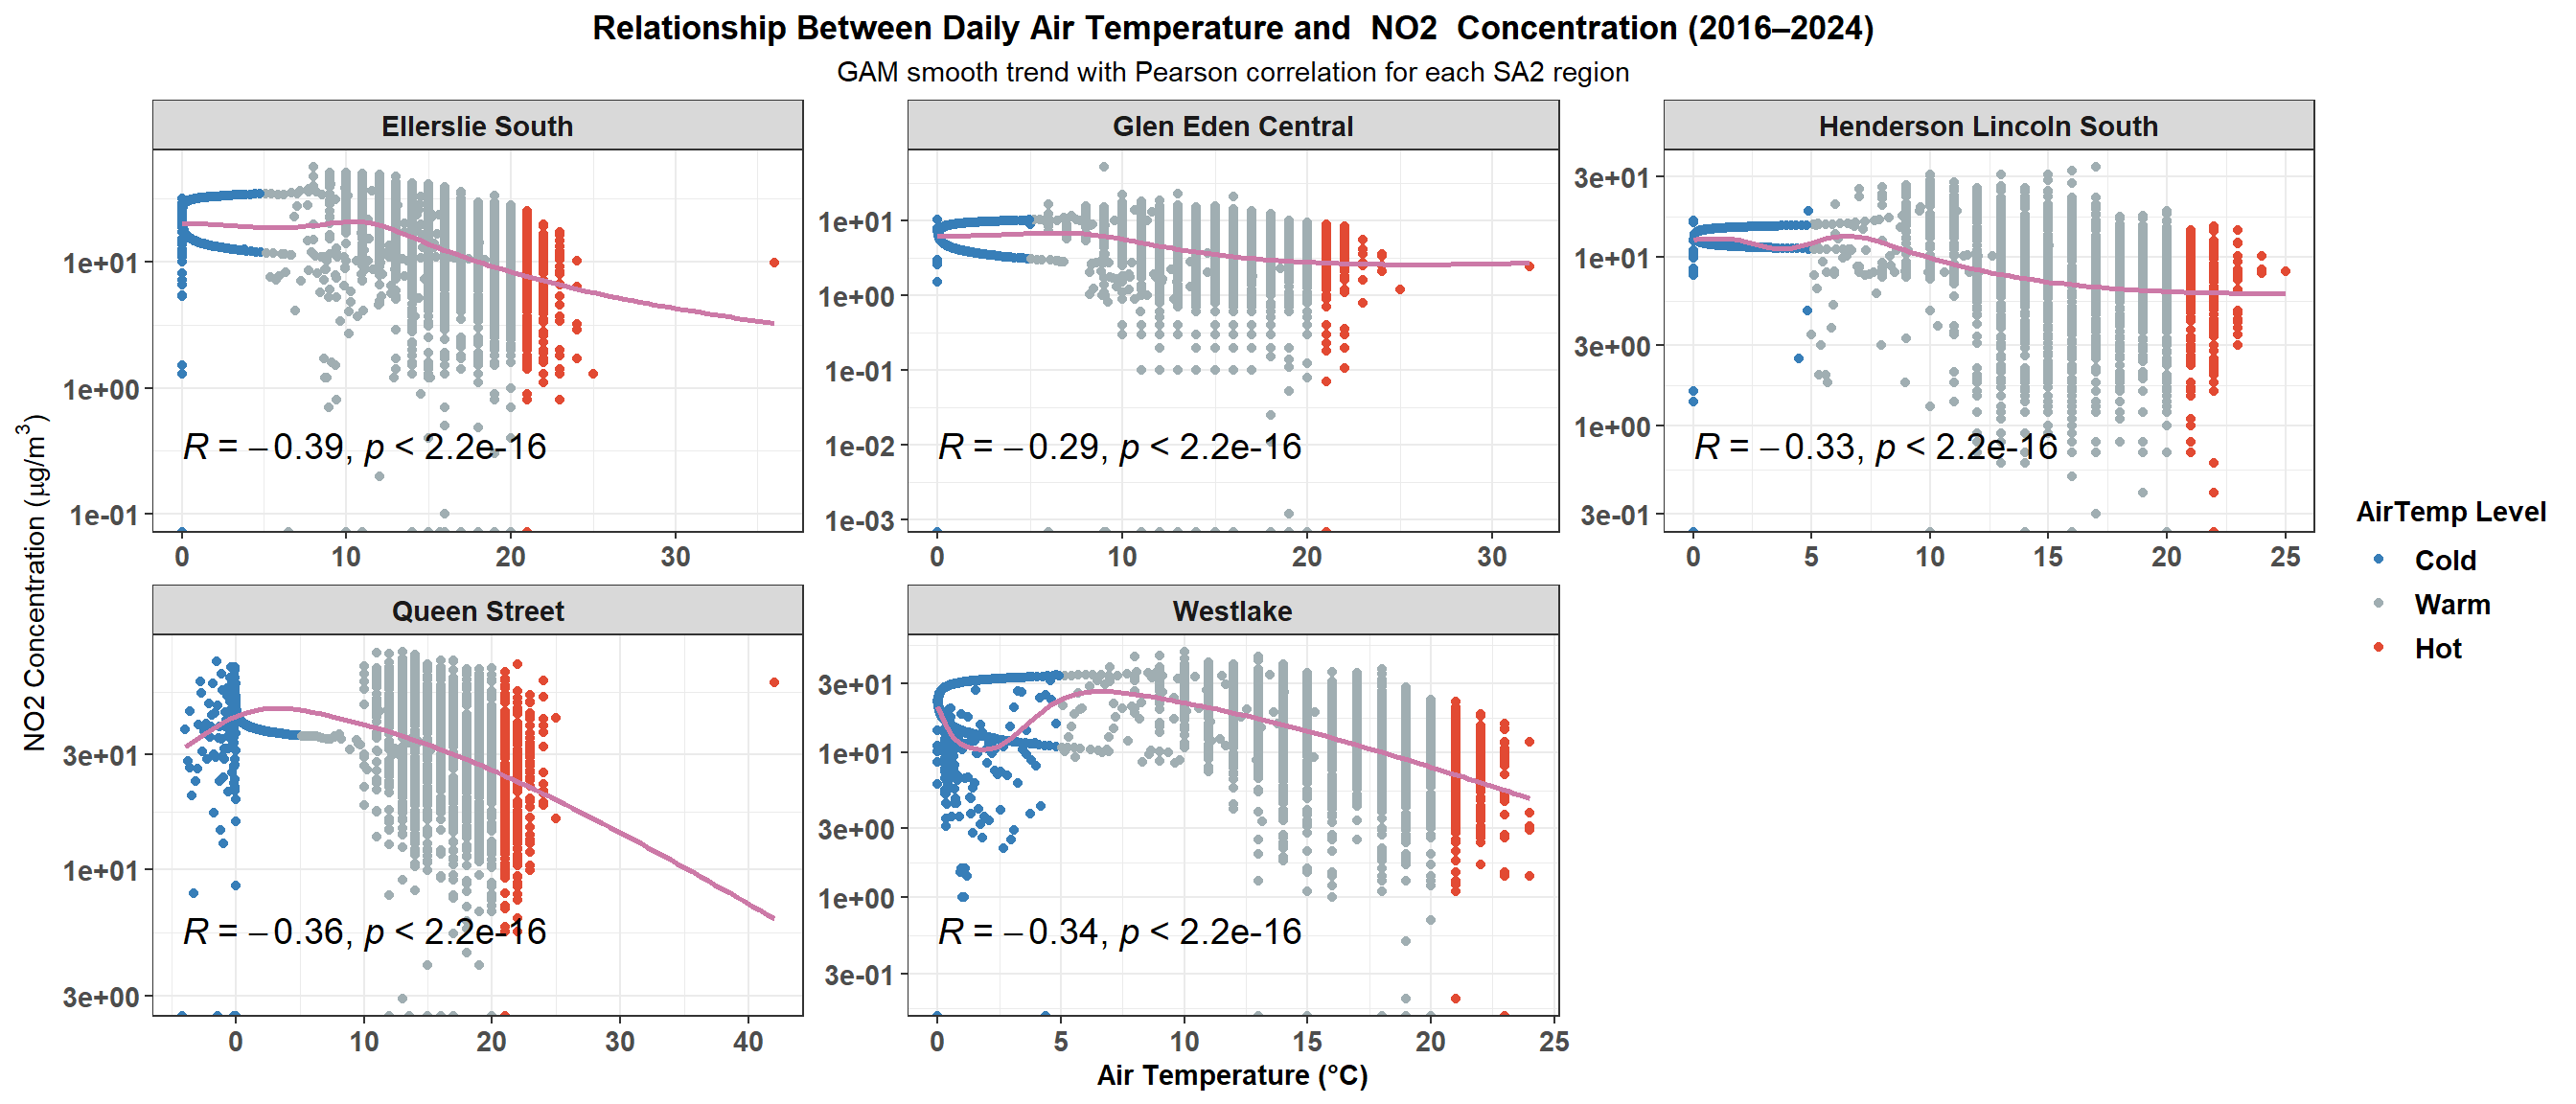 Relationship Between Daily Air Temperature and  NO2  Concentration (2016–2024)
GAM smooth trend with Pearson correlation for each SA2 region
NO2 Concentration (µg/m³)
Ellerslie South
1e+01
1e+00
1e-01
R = −0.39, p < 2.2e-16
0 10 20 30
Glen Eden Central
1e+01
1e+00
1e-01
1e-02
1e-03
R = −0.29, p < 2.2e-16
0 10 20 30
Henderson Lincoln South
3e+01
1e+01
3e+00
1e+00
3e-01
R = −0.33, p < 2.2e-16
0 5 10 15 20 25
Queen Street
3e+01
1e+01
3e+00
R = −0.36, p < 2.2e-16
0 10 20 30 40
Westlake
3e+01
1e+01
3e+00
1e+00
3e-01
R = −0.34, p < 2.2e-16
0 5 10 15 20 25
Air Temperature (°C)
AirTemp Level
Cold
Warm
Hot